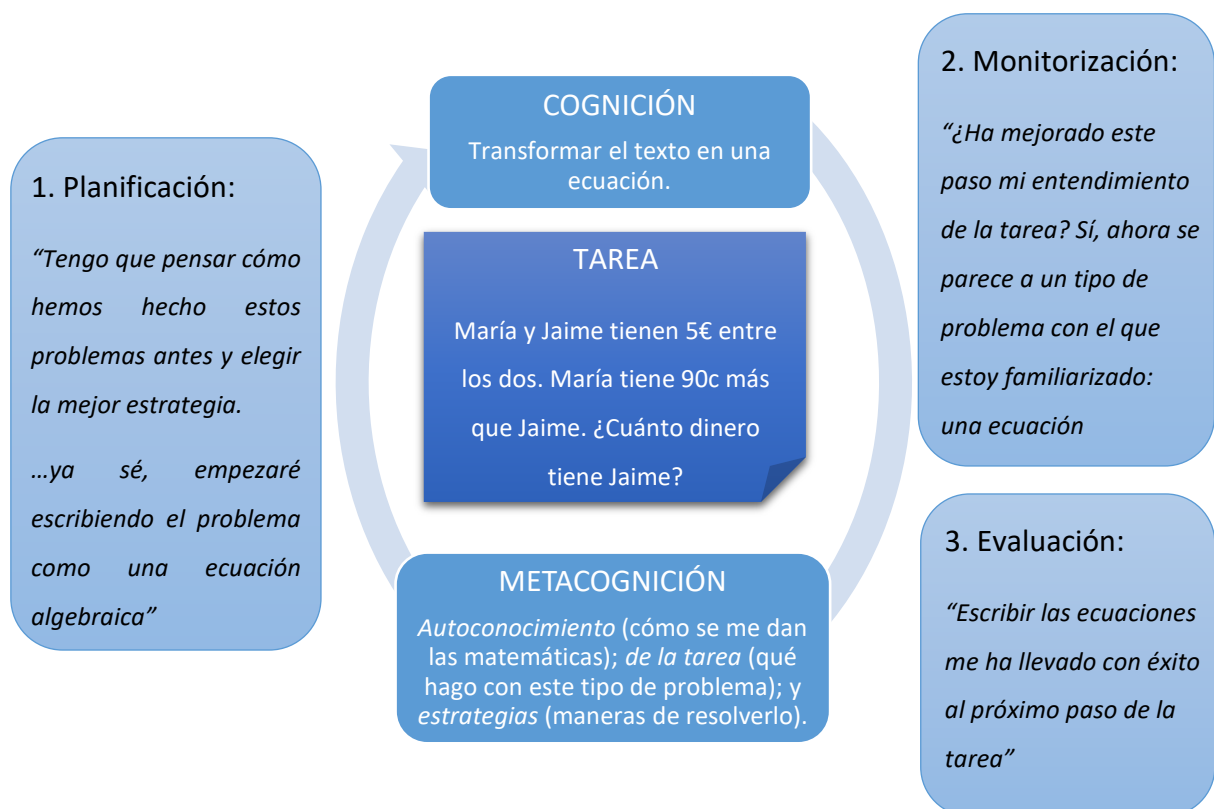 1. Planificación:
“Tengo que pensar cómo
hemos hecho estos
problemas antes y elegir
la mejor estrategia.
…ya sé, empezaré
escribiendo el problema
como una ecuación
algebraica”
COGNICIÓN
Transformar el texto en una
ecuación.
TAREA
María y Jaime tienen 5€ entre
los dos. María tiene 90c más
que Jaime. ¿Cuánto dinero
tiene Jaime?
METACOGNICIÓN
Autoconocimiento (cómo se me dan
las matemáticas); de la tarea (qué
hago con este tipo de problema); y
estrategias (maneras de resolverlo).
2. Monitorización:
“¿Ha mejorado este
paso mi entendimiento
de la tarea? Sí, ahora se
parece a un tipo de
problema con el que
estoy familiarizado:
una ecuación
3. Evaluación:
“Escribir las ecuaciones
me ha llevado con éxito
al próximo paso de la
tarea”